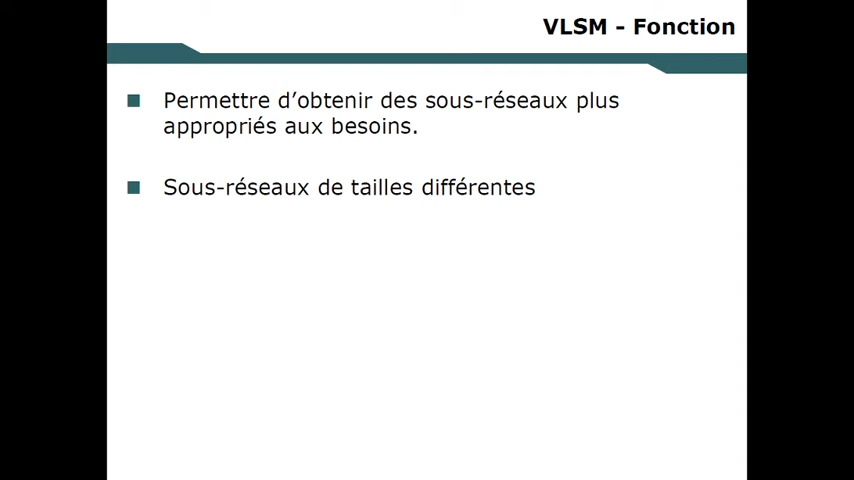 VLSM - Fonction
Permettre d’obtenir des sous-réseaux plus
appropriés aux besoins.
Sous-réseaux de tailles différentes